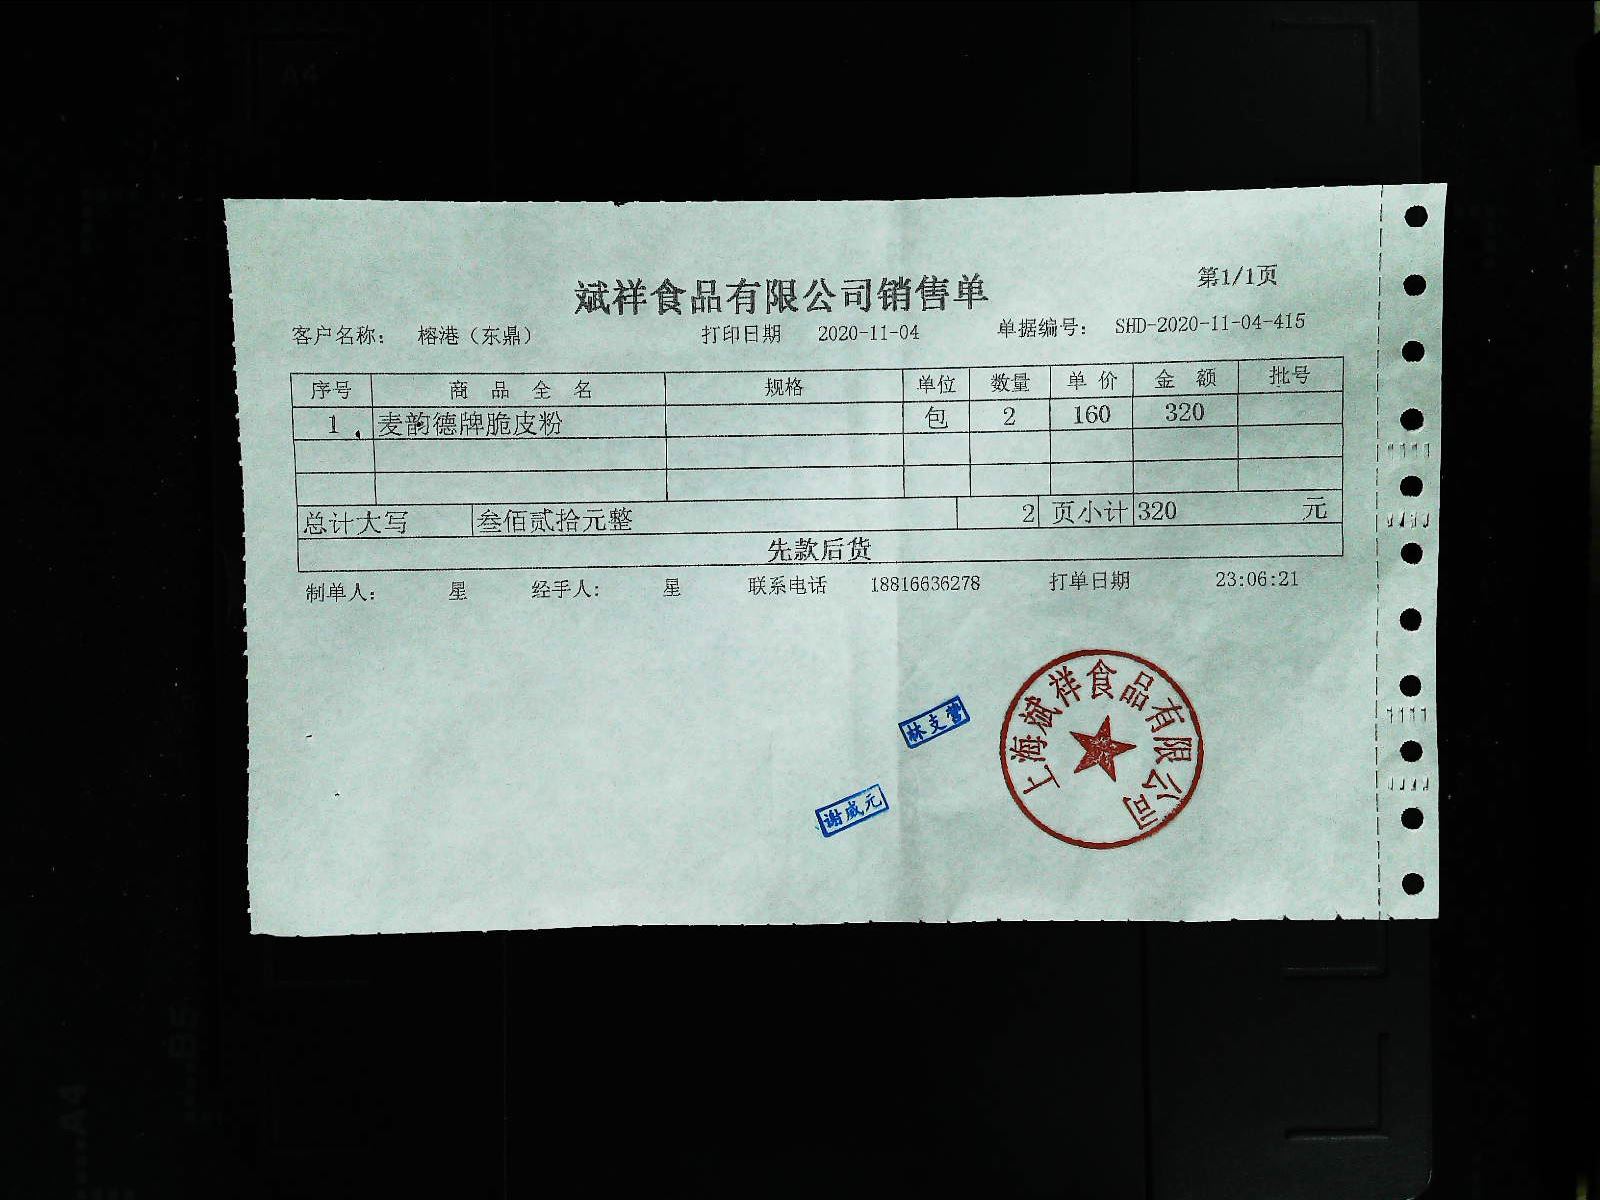 第1/1页
斌祥食品有限公司销售单
客户名称： 榕港（东鼎） 打印日期 2020-11-04 单据编号： SHD-2020-11-04-415
序号 商品全名 规格 单位 数量 单价 金额 批号
1 麦韵德牌脆皮粉 包 2 160 320
总计大写 叁佰贰拾元整 2 页小计 320 元
先款后货
制单人： 星 经手人： 星 联系电话 18816636278 打单日期 23:06:21
林支营
谢威元
上海斌祥食品有限公司
A4
B5
A4